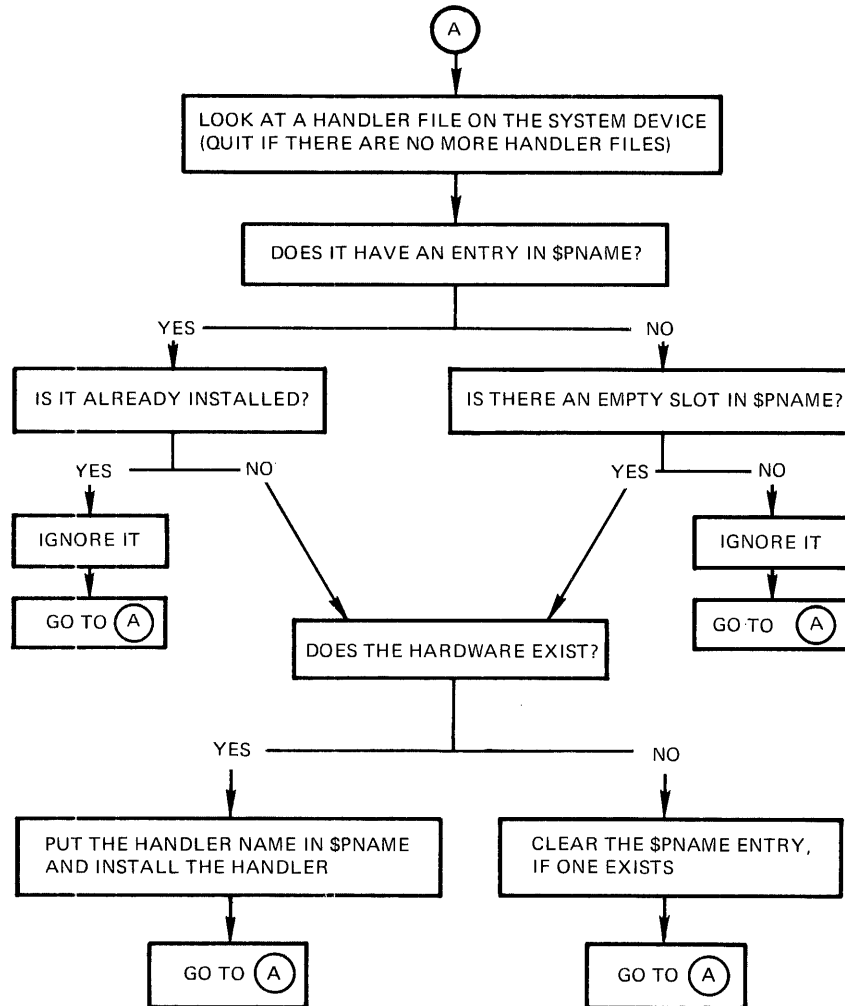 A
LOOK AT A HANDLER FILE ON THE SYSTEM DEVICE
(QUIT IF THERE ARE NO MORE HANDLER FILES)
DOES IT HAVE AN ENTRY IN $PNAME?
YES
NO
IS IT ALREADY INSTALLED?
IS THERE AN EMPTY SLOT IN $PNAME?
YES
NO
YES
NO
IGNORE IT
IGNORE IT
GO TO A
GO TO A
DOES THE HARDWARE EXIST?
YES
NO
PUT THE HANDLER NAME IN $PNAME
AND INSTALL THE HANDLER
CLEAR THE $PNAME ENTRY,
IF ONE EXISTS
GO TO A
GO TO A